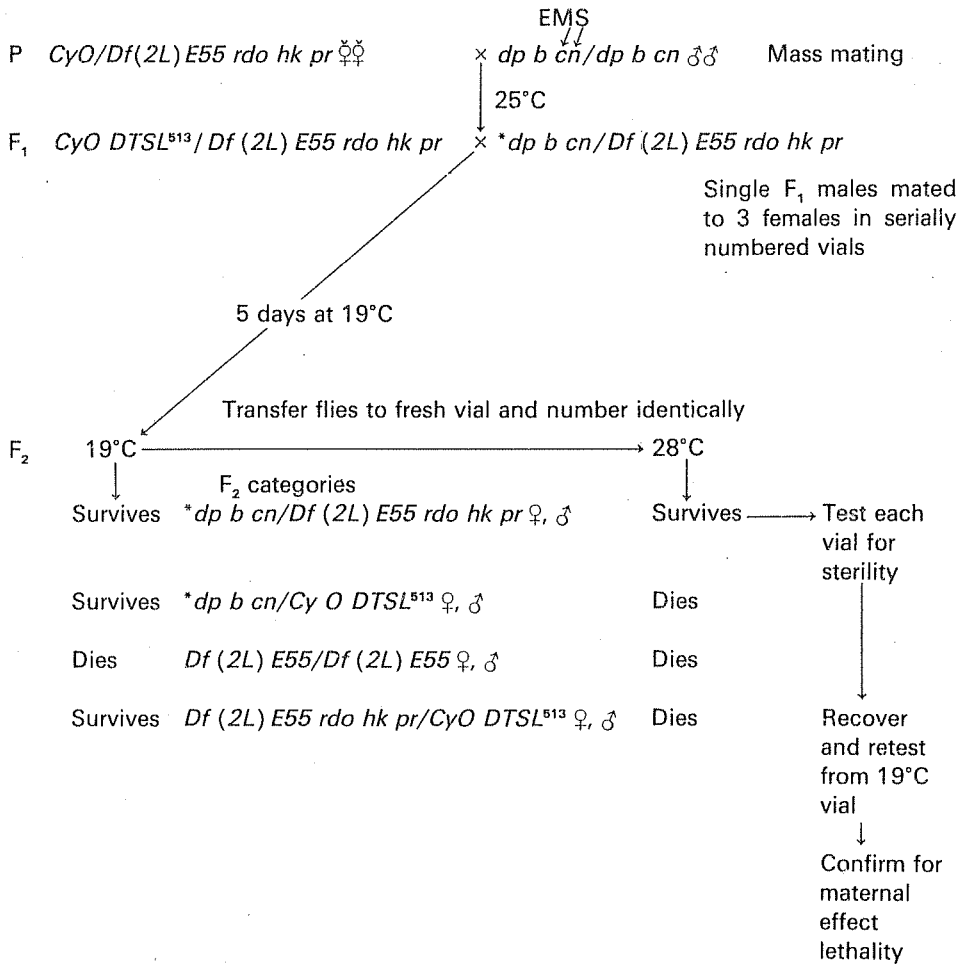 EMS
P CyO/Df(2L) E55 rdo hk pr ☿☿ × dp b cn/dp b cn ♂♂ Mass mating
25°C
F₁ CyO DTSL⁵¹³/Df (2L) E55 rdo hk pr × *dp b cn/Df (2L) E55 rdo hk pr
Single F₁ males mated
to 3 females in serially
numbered vials
5 days at 19°C
Transfer flies to fresh vial and number identically
F₂ 19°C 28°C
F₂ categories
Survives *dp b cn/Df (2L) E55 rdo hk pr ♀, ♂ Survives Test each
vial for
sterility
Survives *dp b cn/Cy O DTSL⁵¹³ ♀, ♂ Dies
Dies Df (2L) E55/Df (2L) E55 ♀, ♂ Dies
Survives Df (2L) E55 rdo hk pr/CyO DTSL⁵¹³ ♀, ♂ Dies Recover
and retest
from 19°C
vial
Confirm for
maternal
effect
lethality